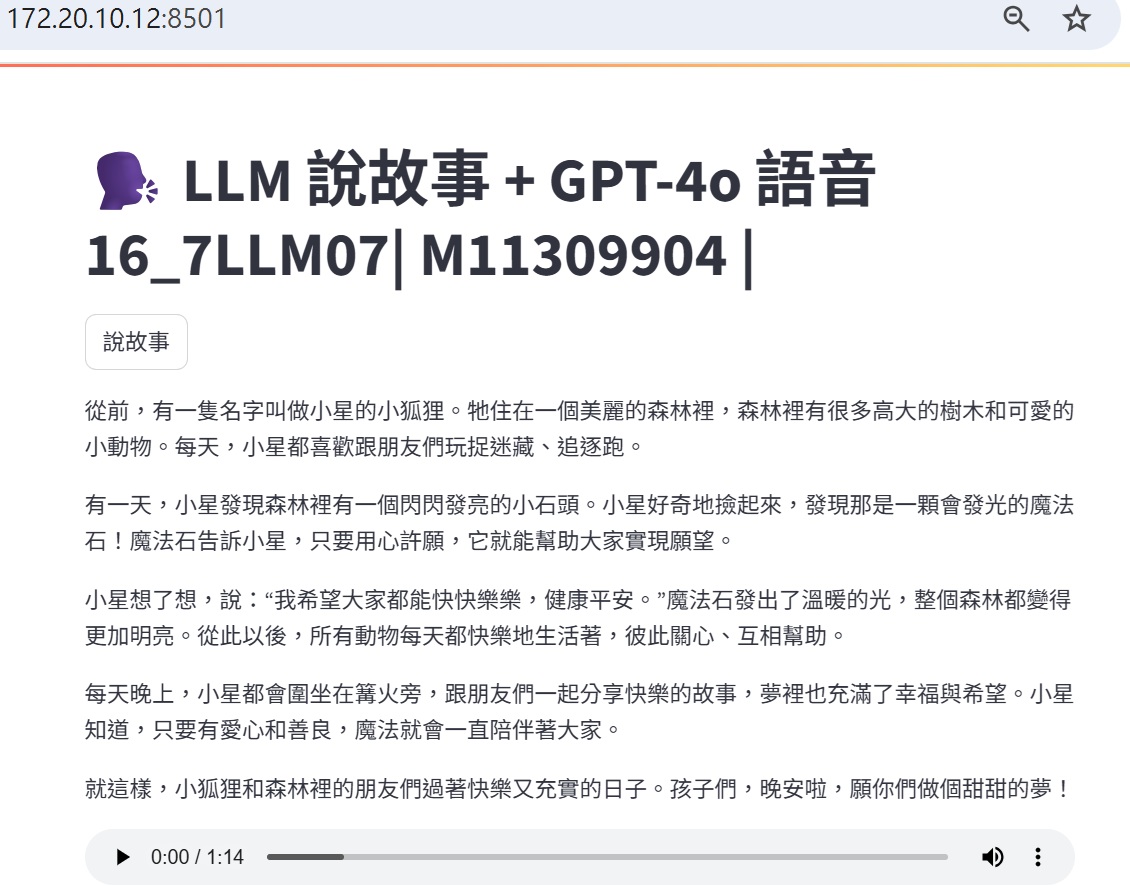 172.20.10.12:8501
LLM 說故事 + GPT-4o 語音
16_7LLM07| M11309904 |
說故事
從前，有一隻名字叫做小星的小狐狸。牠住在一個美麗的森林裡，森林裡有很多高大的樹木和可愛的
小動物。每天，小星都喜歡跟朋友們玩捉迷藏、追逐跑。
有一天，小星發現森林裡有一個閃閃發亮的小石頭。小星好奇地撿起來，發現那是一顆會發光的魔法
石！魔法石告訴小星，只要用心許願，它就能幫助大家實現願望。
小星想了想，說：“我希望大家都能快快樂樂，健康平安。”魔法石發出了溫暖的光，整個森林都變得
更加明亮。從此以後，所有動物每天都快樂地生活著，彼此關心、互相幫助。
每天晚上，小星都會圍坐在篝火旁，跟朋友們一起分享快樂的故事，夢裡也充滿了幸福與希望。小星
知道，只要有愛心和善良，魔法就會一直陪伴著大家。
就這樣，小狐狸和森林裡的朋友們過著快樂又充實的日子。孩子們，晚安啦，願你們做個甜甜的夢！
0:00 / 1:14